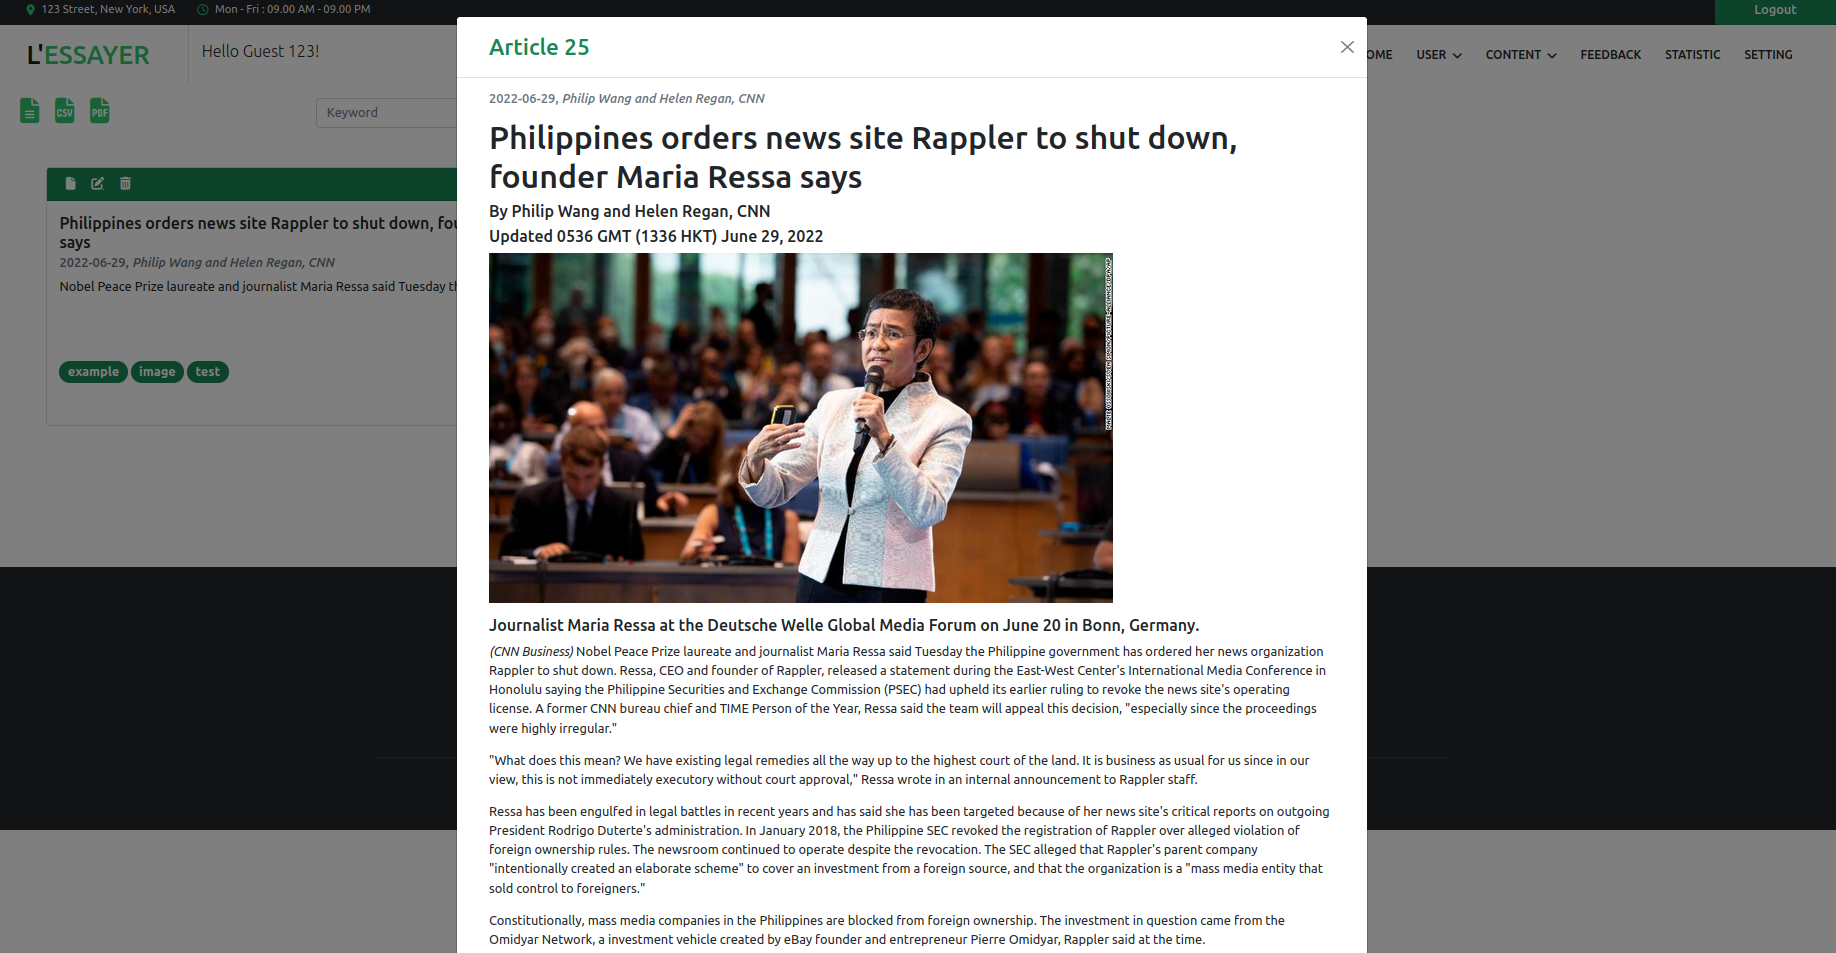 123 Street, New York, USA
Mon - Fri : 09.00 AM - 09.00 PM
Logout
L'ESSAYER
Hello Guest 123!
OME
USER
CONTENT
FEEDBACK
STATISTIC
SETTING
CSV
PDF
Keyword
Philippines orders news site Rappler to shut down, fou
says
2022-06-29, Philip Wang and Helen Regan, CNN
Nobel Peace Prize laureate and journalist Maria Ressa said Tuesday th
example
image
test
Article 25
2022-06-29, Philip Wang and Helen Regan, CNN
Philippines orders news site Rappler to shut down,
founder Maria Ressa says
By Philip Wang and Helen Regan, CNN
Updated 0536 GMT (1336 HKT) June 29, 2022
Journalist Maria Ressa at the Deutsche Welle Global Media Forum on June 20 in Bonn, Germany.
(CNN Business) Nobel Peace Prize laureate and journalist Maria Ressa said Tuesday the Philippine government has ordered her news organization
Rappler to shut down. Ressa, CEO and founder of Rappler, released a statement during the East-West Center's International Media Conference in
Honolulu saying the Philippine Securities and Exchange Commission (PSEC) had upheld its earlier ruling to revoke the news site's operating
license. A former CNN bureau chief and TIME Person of the Year, Ressa said the team will appeal this decision, "especially since the proceedings
were highly irregular."
"What does this mean? We have existing legal remedies all the way up to the highest court of the land. It is business as usual for us since in our
view, this is not immediately executory without court approval," Ressa wrote in an internal announcement to Rappler staff.
Ressa has been engulfed in legal battles in recent years and has said she has been targeted because of her news site's critical reports on outgoing
President Rodrigo Duterte's administration. In January 2018, the Philippine SEC revoked the registration of Rappler over alleged violation of
foreign ownership rules. The newsroom continued to operate despite the revocation. The SEC alleged that Rappler's parent company
"intentionally created an elaborate scheme" to cover an investment from a foreign source, and that the organization is a "mass media entity that
sold control to foreigners."
Constitutionally, mass media companies in the Philippines are blocked from foreign ownership. The investment in question came from the
Omidyar Network, a investment vehicle created by eBay founder and entrepreneur Pierre Omidyar, Rappler said at the time.